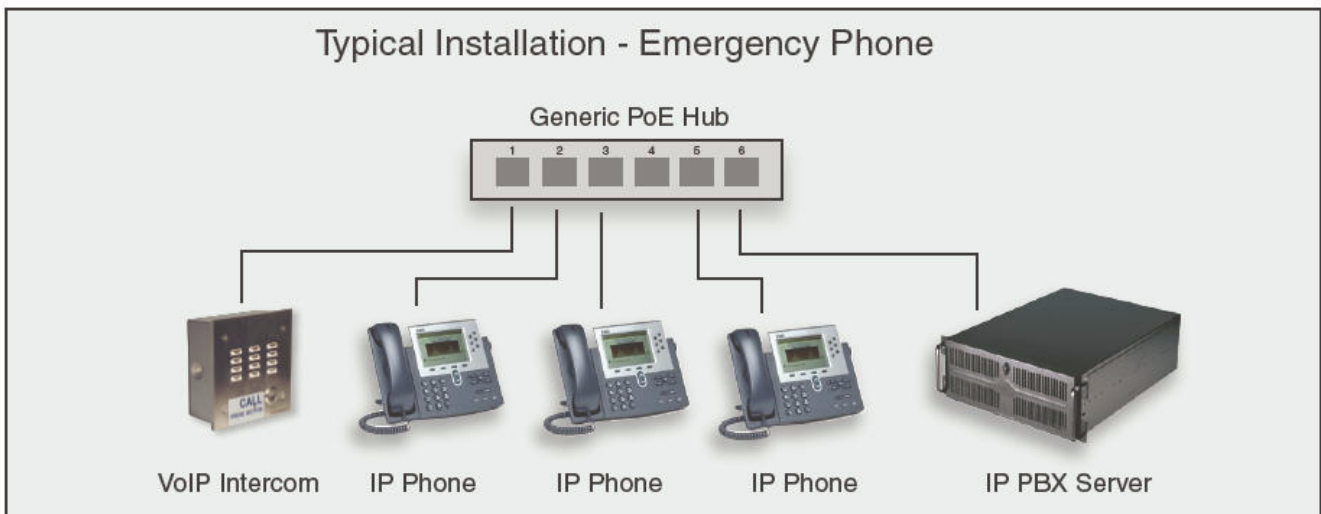 Typical Installation - Emergency Phone
Generic PoE Hub
1 2 3 4 5 6
CALL
VoIP Intercom IP Phone IP Phone IP Phone IP PBX Server